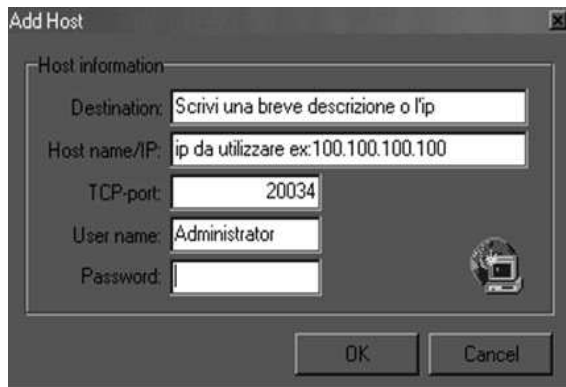 Add Host
Host information
Destination: Scrivi una breve descrizione o l'ip
Host name/IP: ip da utilizzare ex:100.100.100.100
TCP-port: 20034
User name: Administrator
Password:
OK Cancel